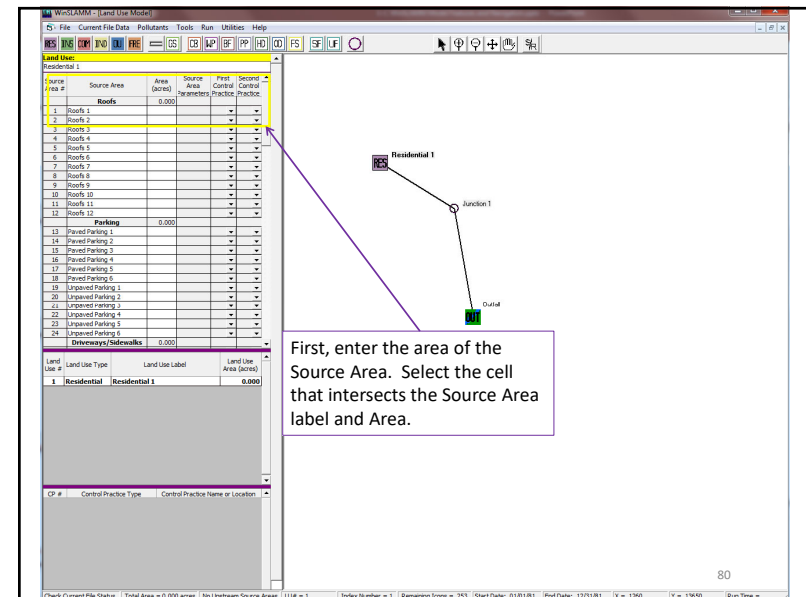 WinSLAMM - [Land Use Model]
File Current File Data Pollutants Tools Run Utilities Help
RES INS COM IND OU FRE GS CB WP BF PP HD OD FS SF UF
Land Use:
Residential 1
Source Area # Source Area Area (acres) Source Area Parameters First Control Practice Second Control Practice
Roofs 0.000
1 Roofs 1
2 Roofs 2
3 Roofs 3
4 Roofs 4
5 Roofs 5
6 Roofs 6
7 Roofs 7
8 Roofs 8
9 Roofs 9
10 Roofs 10
11 Roofs 11
12 Roofs 12
Parking 0.000
13 Paved Parking 1
14 Paved Parking 2
15 Paved Parking 3
16 Paved Parking 4
17 Paved Parking 5
18 Paved Parking 6
19 Unpaved Parking 1
20 Unpaved Parking 2
21 Unpaved Parking 3
22 Unpaved Parking 4
23 Unpaved Parking 5
24 Unpaved Parking 6
Driveways/Sidewalks 0.000
Land Use # Land Use Type Land Use Label Land Use Area (acres)
1 Residential Residential 1 0.000
CP # Control Practice Type Control Practice Name or Location
RES Residential 1
Junction 1
Outfall
OUT
First, enter the area of the
Source Area. Select the cell
that intersects the Source Area
label and Area.
80
Check Current File Status Total Area = 0.000 acres No Upstream Source Areas LU# = 1 Index Number = 1 Remaining Icons = 253 Start Date: 01/01/81 End Date: 12/31/81 X = 1260 Y = 13650 Run Time =